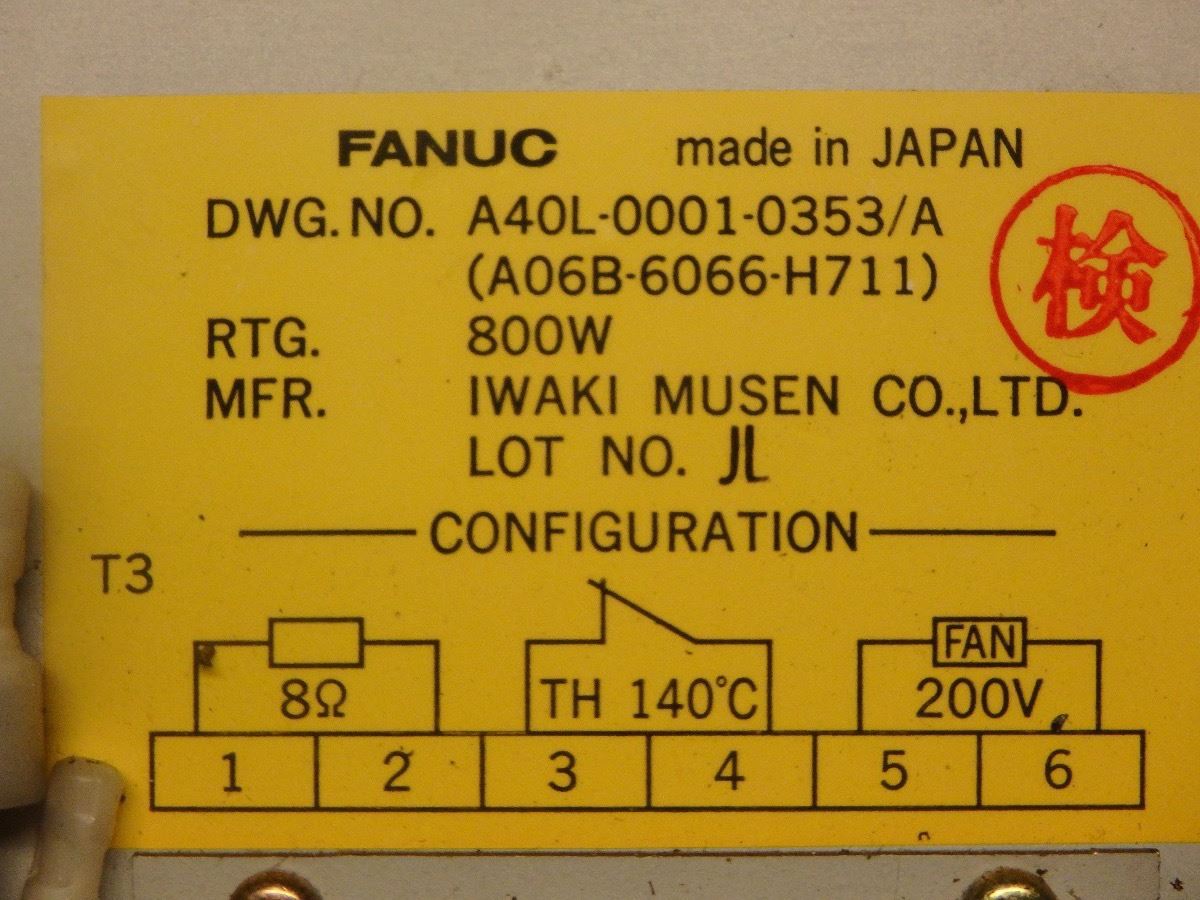 FANUC made in JAPAN
DWG. NO. A40L-0001-0353/A
(A06B-6066-H711)
検
RTG. 800W
MFR. IWAKI MUSEN CO.,LTD.
LOT NO. JL
CONFIGURATION
T3
FAN
8Ω TH 140°C 200V
1 2 3 4 5 6